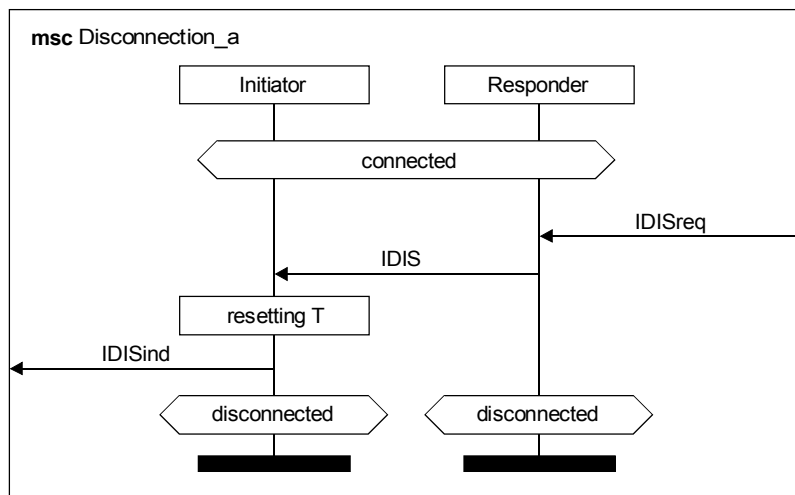 msc Disconnection_a
Initiator Responder
connected
IDISreq
IDIS
resetting T
IDISind
disconnected disconnected